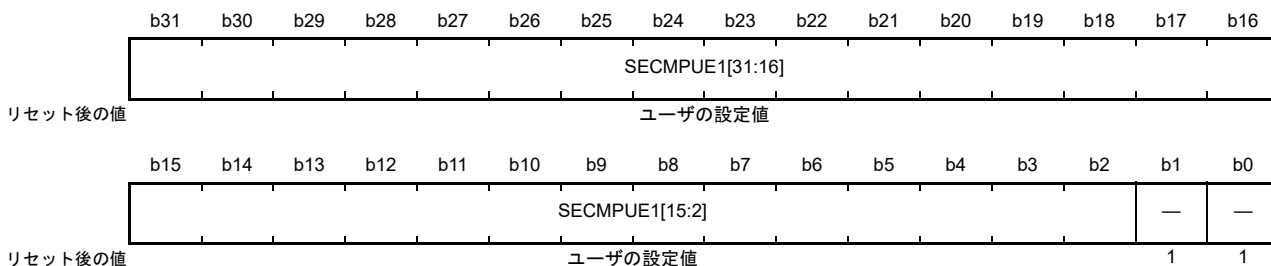 b31 b30 b29 b28 b27 b26 b25 b24 b23 b22 b21 b20 b19 b18 b17 b16
SECMPUE1[31:16]
リセット後の値 ユーザの設定値
b15 b14 b13 b12 b11 b10 b9 b8 b7 b6 b5 b4 b3 b2 b1 b0
SECMPUE1[15:2] — —
リセット後の値 ユーザの設定値 1 1